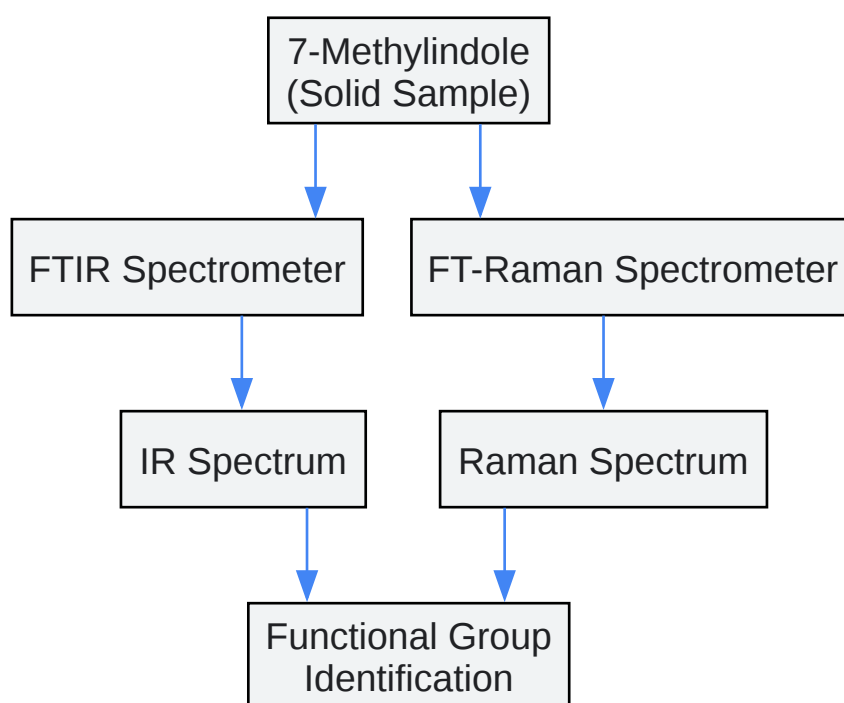 7-Methylindole
(Solid Sample)
FTIR Spectrometer
FT-Raman Spectrometer
IR Spectrum
Raman Spectrum
Functional Group
Identification